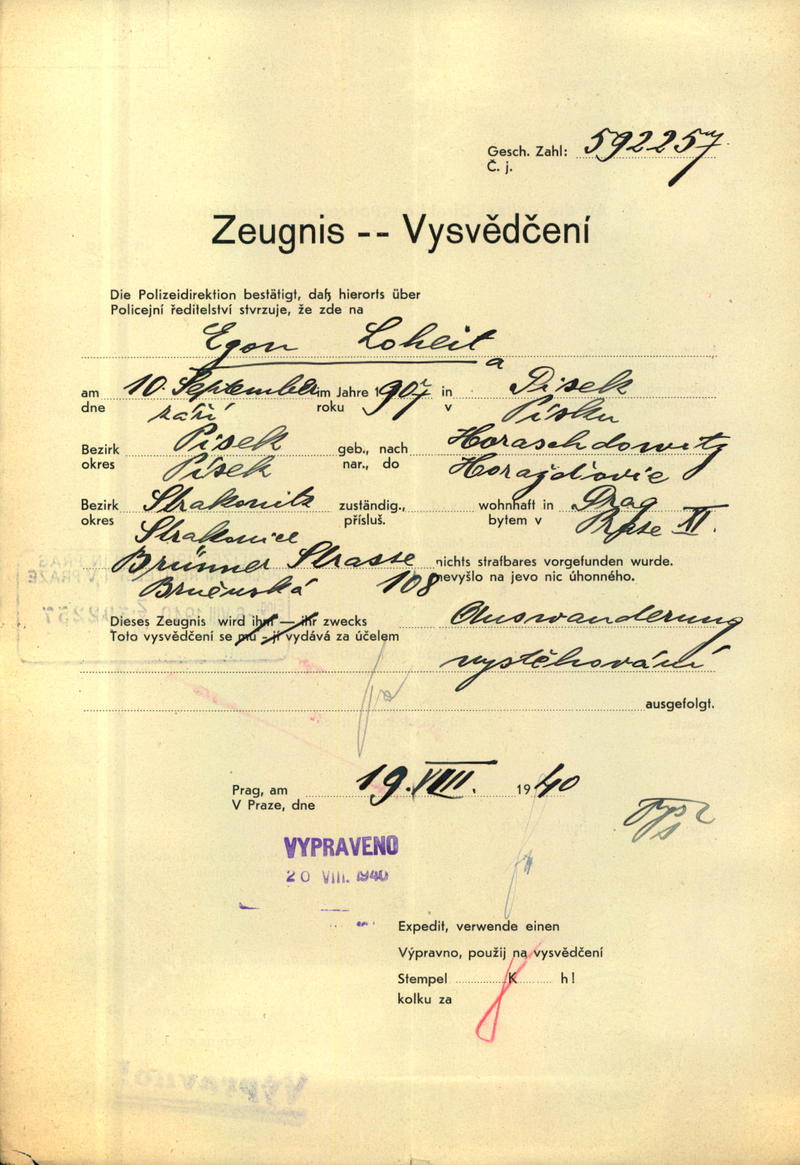 Gesch. Zahl: 592257
Č. j.
Zeugnis -- Vysvědčení
Die Polizeidirektion bestätigt, daß hierorts über
Policejní ředitelství stvrzuje, že zde na
Egon Loheit
a
am 10. September im Jahre 1907 in Pisek
dne září roku v Písku
Bezirk Pisek geb., nach Horaschdowitz
okres Písek nar., do Horažďovic
Bezirk Strakonitz zuständig., wohnhaft in Prag
okres Strakonice přísluš. bytem v Praze XI.
Brünner Strasse nichts strafbares vorgefunden wurde.
Brněnská 108 nevyšlo na jevo nic úhonného.
Dieses Zeugnis wird ihm — ihr zwecks Auswanderung
Toto vysvědčení se mu - jí vydává za účelem
vystěhování
ausgefolgt.
Prag, am 19. VIII. 1940
V Praze, dne
VYPRAVENO
20 VIII. 1940
Expedit, verwende einen
Výpravno, použij na vysvědčení
Stempel K h!
kolku za